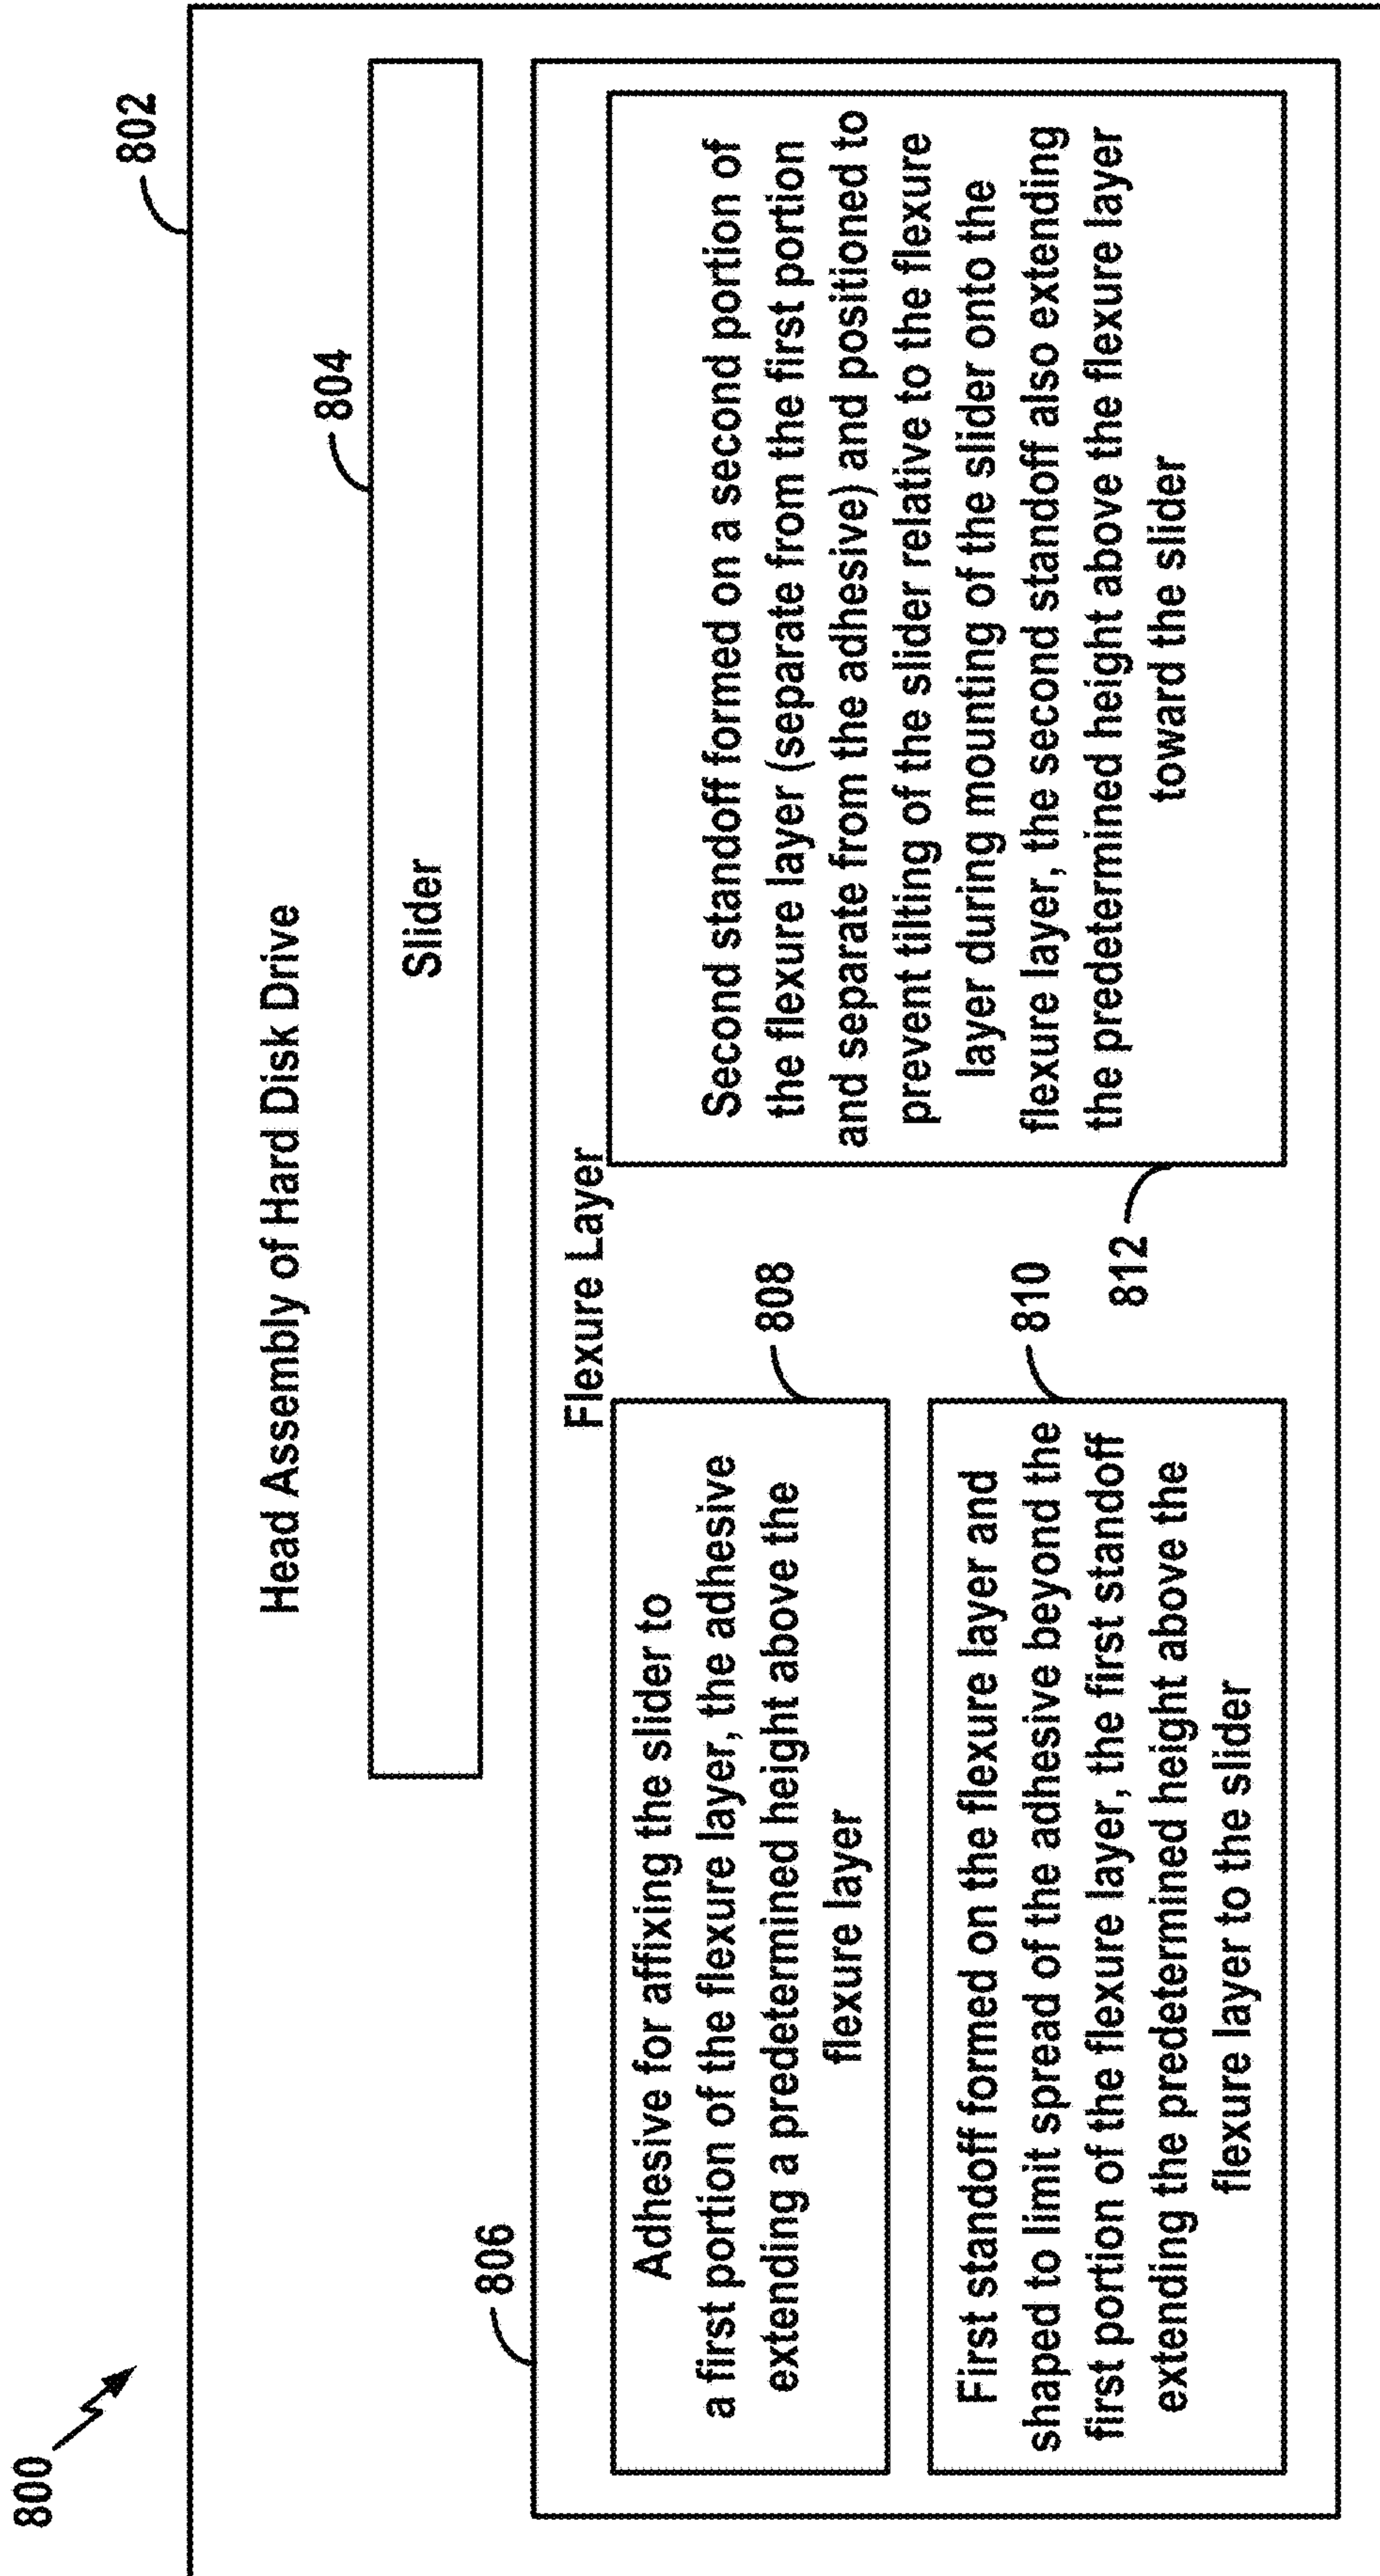 800
802
Head Assembly of Hard Disk Drive
804
Slider
806
Flexure Layer
Adhesive for affixing the slider to
a first portion of the flexure layer, the adhesive
extending a predetermined height above the
flexure layer
808
First standoff formed on the flexure layer and
shaped to limit spread of the adhesive beyond the
first portion of the flexure layer, the first standoff
extending the predetermined height above the
flexure layer to the slider
810
Second standoff formed on a second portion of
the flexure layer (separate from the first portion
and separate from the adhesive) and positioned to
prevent tilting of the slider relative to the flexure
layer during mounting of the slider onto the
flexure layer, the second standoff also extending
the predetermined height above the flexure layer
toward the slider
812